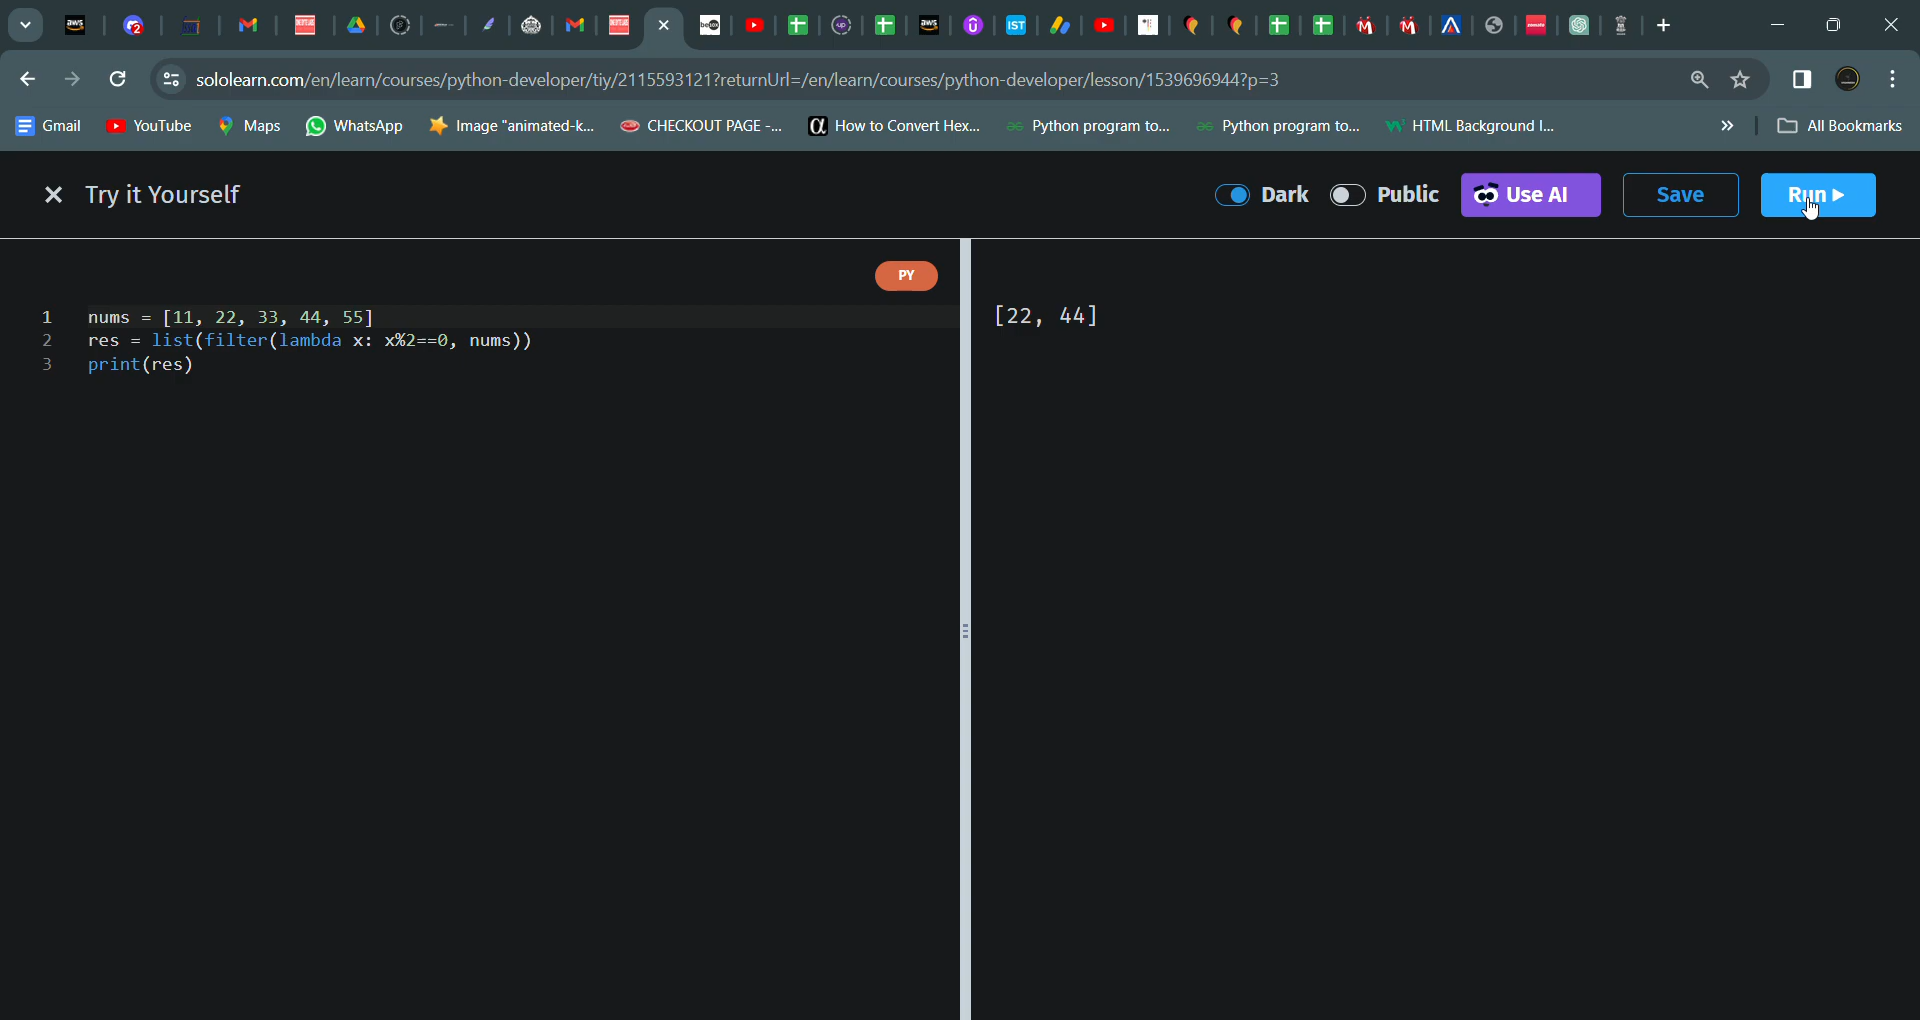 sololearn.com/en/learn/courses/python-developer/tiy/2115593121?returnUrl=/en/learn/courses/python-developer/lesson/1539696944?p=3
Gmail YouTube Maps WhatsApp Image "animated-k... CHECKOUT PAGE -... How to Convert Hex... Python program to... Python program to... HTML Background I... » All Bookmarks
Try it Yourself Dark Public Use AI Save Run
PY
1 nums = [11, 22, 33, 44, 55]
2 res = list(filter(lambda x: x%2==0, nums))
3 print(res)
[22, 44]